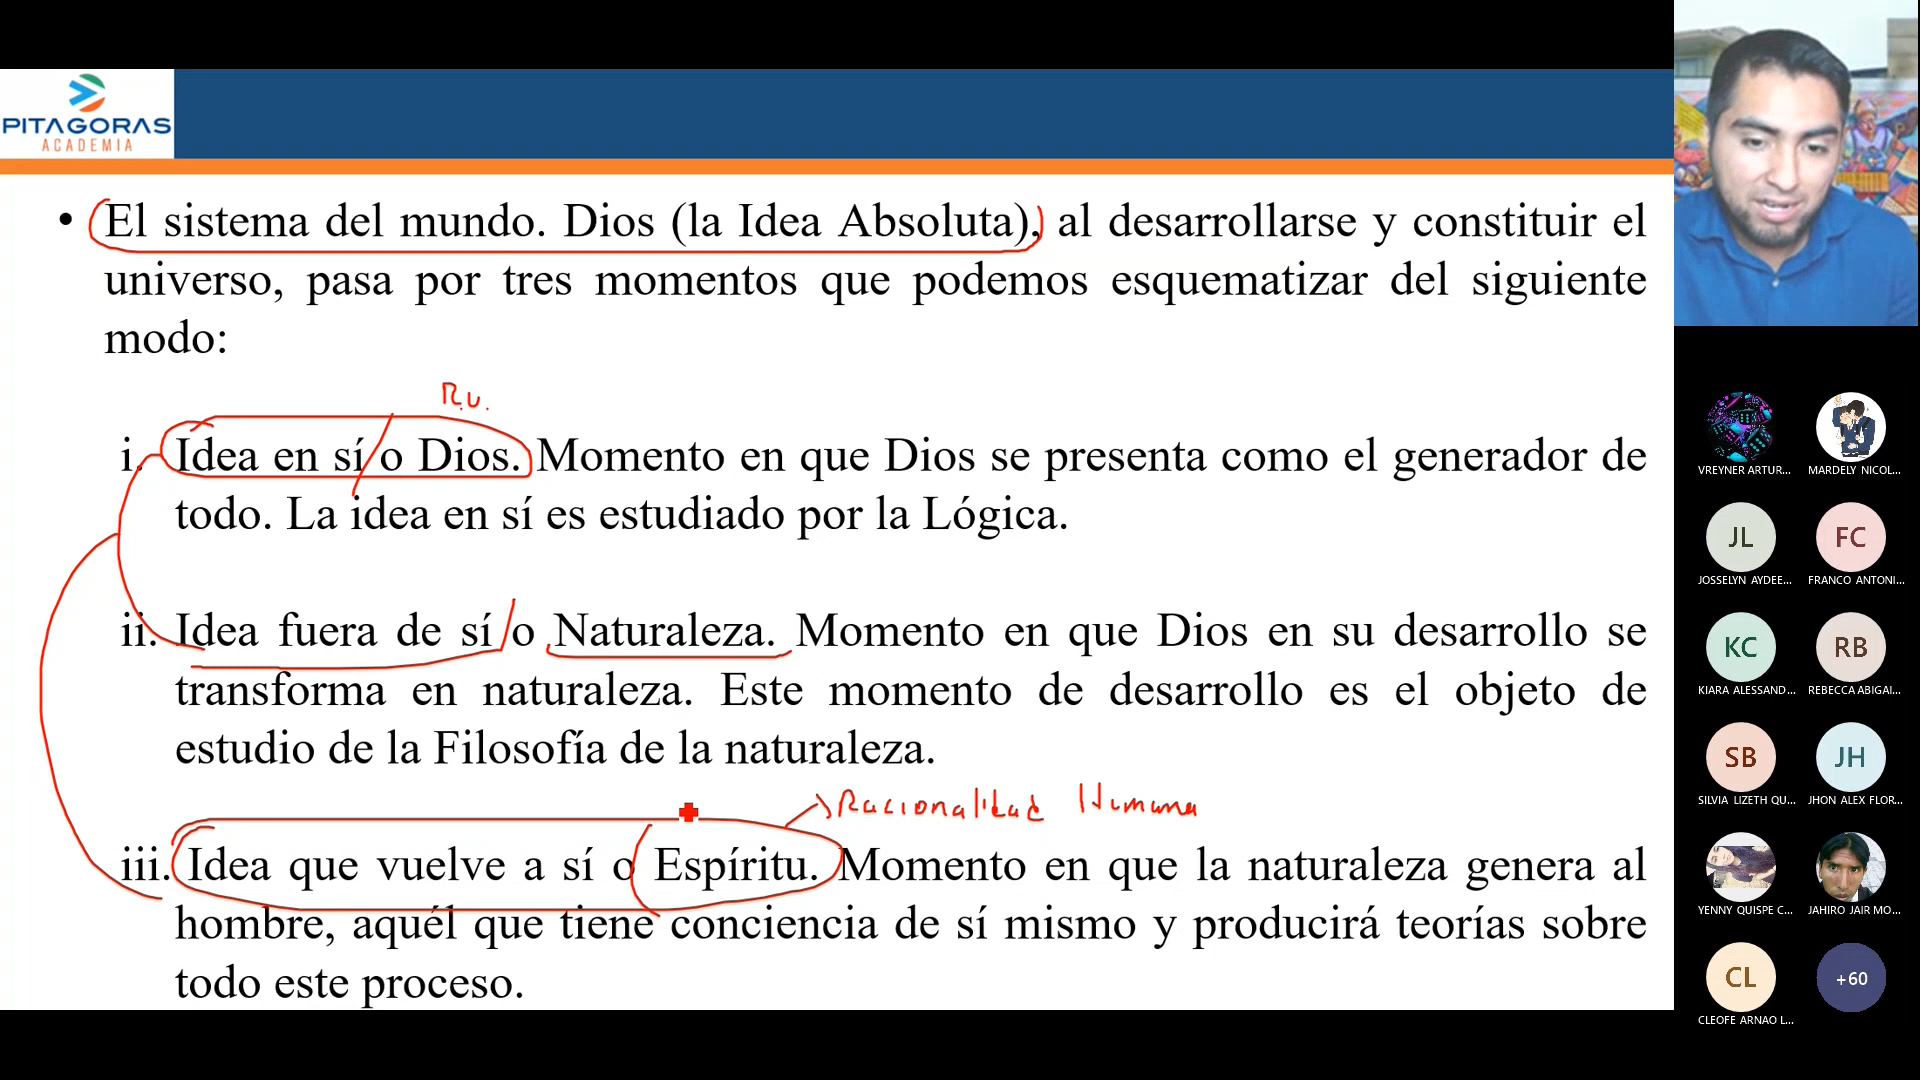 PITAGORAS
ACADEMIA
• El sistema del mundo. Dios (la Idea Absoluta), al desarrollarse y constituir el
universo, pasa por tres momentos que podemos esquematizar del siguiente
modo:
R.U.
i. Idea en sí o Dios. Momento en que Dios se presenta como el generador de
todo. La idea en sí es estudiado por la Lógica.
ii. Idea fuera de sí o Naturaleza. Momento en que Dios en su desarrollo se
transforma en naturaleza. Este momento de desarrollo es el objeto de
estudio de la Filosofía de la naturaleza.
Racionalidad Humana
iii. Idea que vuelve a sí o Espíritu. Momento en que la naturaleza genera al
hombre, aquél que tiene conciencia de sí mismo y producirá teorías sobre
todo este proceso.
VREYNER ARTUR...
MARDELY NICOL...
JL
FC
JOSSELYN AYDEE...
FRANCO ANTONI...
KC
RB
KIARA ALESSAND...
REBECCA ABIGAI...
SB
JH
SILVIA LIZETH QU...
JHON ALEX FLOR...
YENNY QUISPE C...
JAHIRO JAIR MO...
CL
+60
CLEOFE ARNAO L...